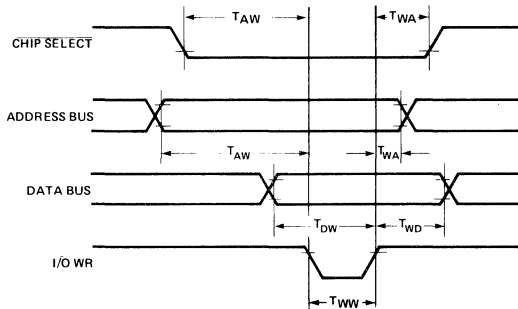 T_AW T_WA
CHIP SELECT
ADDRESS BUS
T_AW T_WA
DATA BUS
T_DW T_WD
I/O WR
T_WW